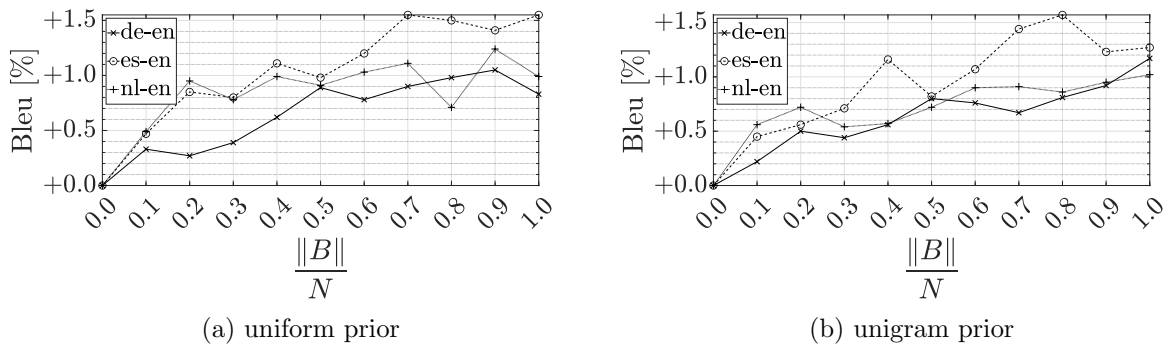 Bleu [%]
+1.5
+1.0
+0.5
+0.0
de-en
es-en
nl-en
0.0 0.1 0.2 0.3 0.4 0.5 0.6 0.7 0.8 0.9 1.0
‖B‖
N
(a) uniform prior
Bleu [%]
+1.5
+1.0
+0.5
+0.0
de-en
es-en
nl-en
0.0 0.1 0.2 0.3 0.4 0.5 0.6 0.7 0.8 0.9 1.0
‖B‖
N
(b) unigram prior